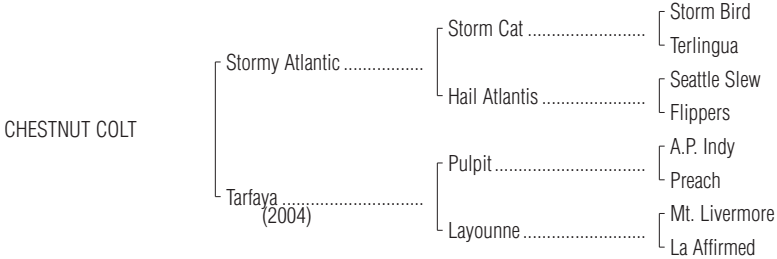 Storm Bird
Storm Cat ..........................
Terlingua
Stormy Atlantic .................
Seattle Slew
Hail Atlantis ......................
Flippers
CHESTNUT COLT
A.P. Indy
Pulpit ................................
Preach
Tarfaya ..............................
(2004)
Mt. Livermore
Layounne ..........................
La Affirmed